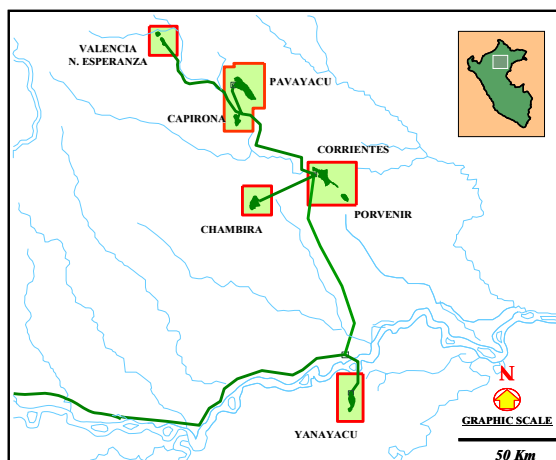 VALENCIA
N. ESPERANZA
PAVAYACU
CAPIRONA
CORRIENTES
CHAMBIRA
PORVENIR
YANAYACU
N
GRAPHIC SCALE
50 Km